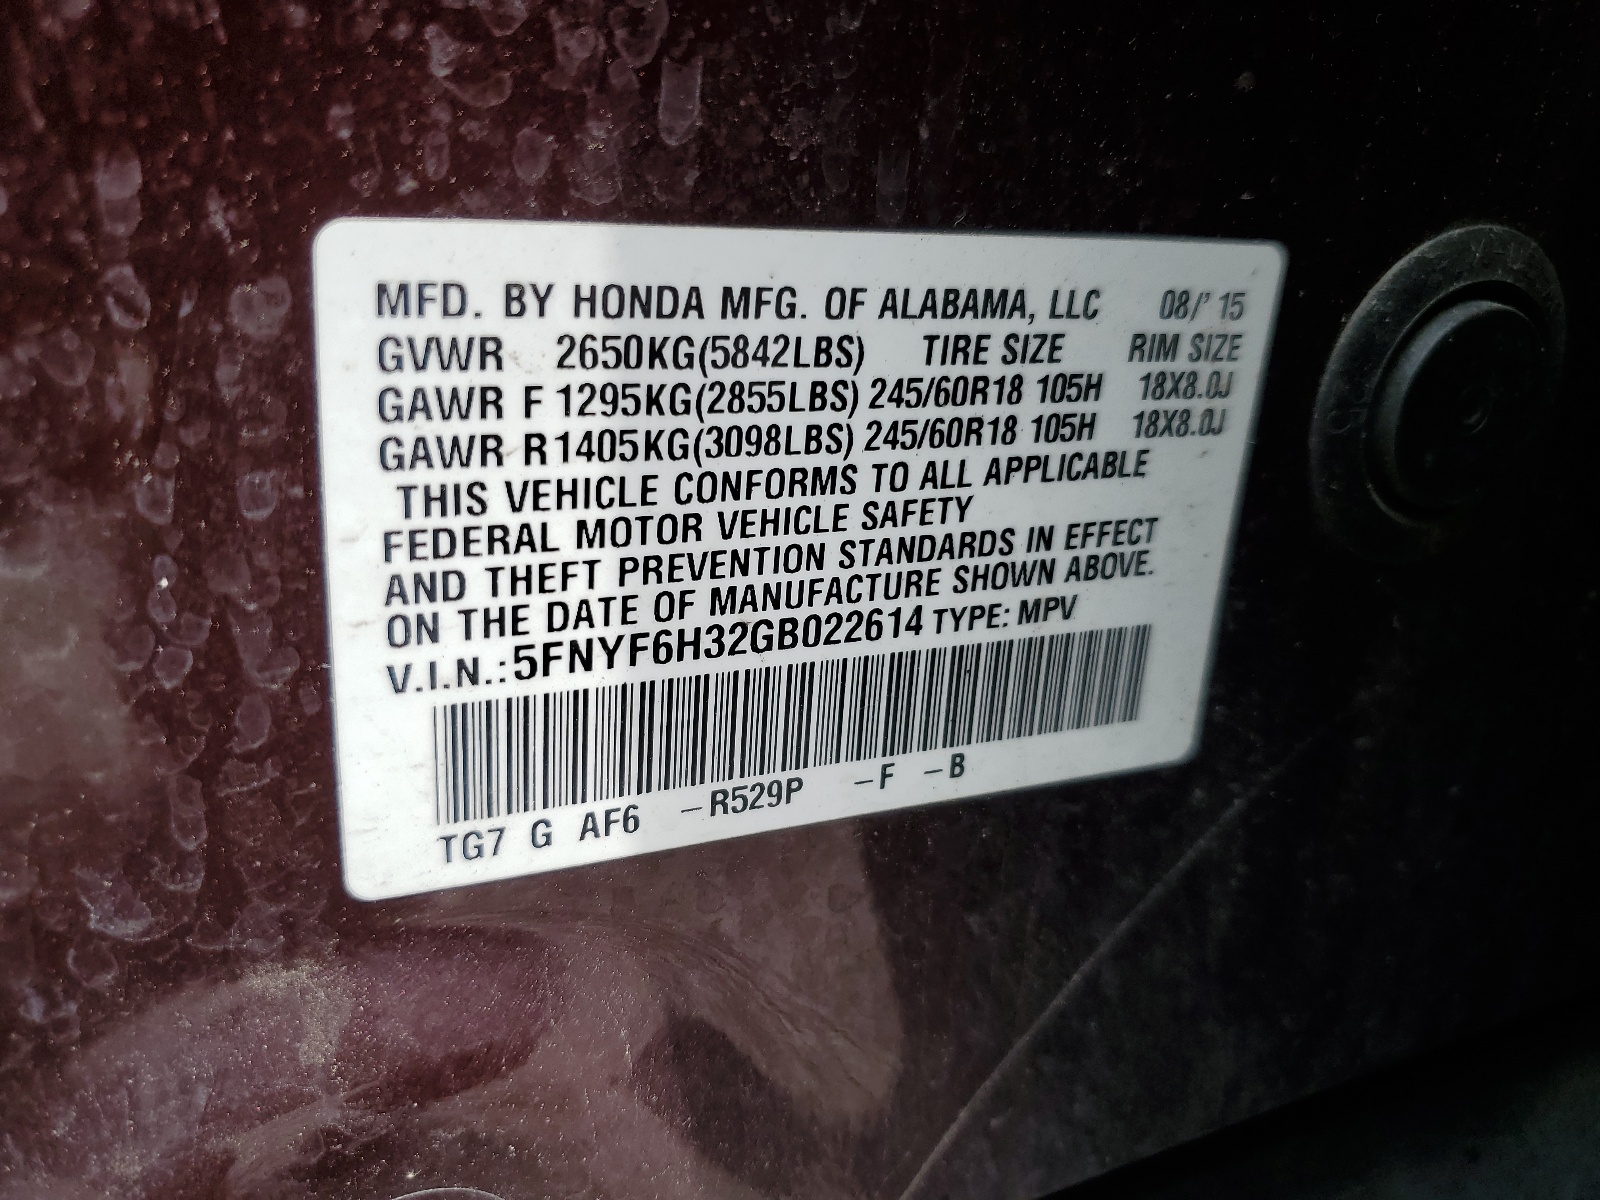 MFD. BY HONDA MFG. OF ALABAMA, LLC 08/' 15
GVWR 2650KG(5842LBS) TIRE SIZE RIM SIZE
GAWR F 1295KG(2855LBS) 245/60R18 105H 18X8.0J
GAWR R 1405KG(3098LBS) 245/60R18 105H 18X8.0J
THIS VEHICLE CONFORMS TO ALL APPLICABLE
FEDERAL MOTOR VEHICLE SAFETY
AND THEFT PREVENTION STANDARDS IN EFFECT
ON THE DATE OF MANUFACTURE SHOWN ABOVE.
V.I.N.: 5FNYF6H32GB022614 TYPE: MPV
TG7 G AF6 -R529P -F -B